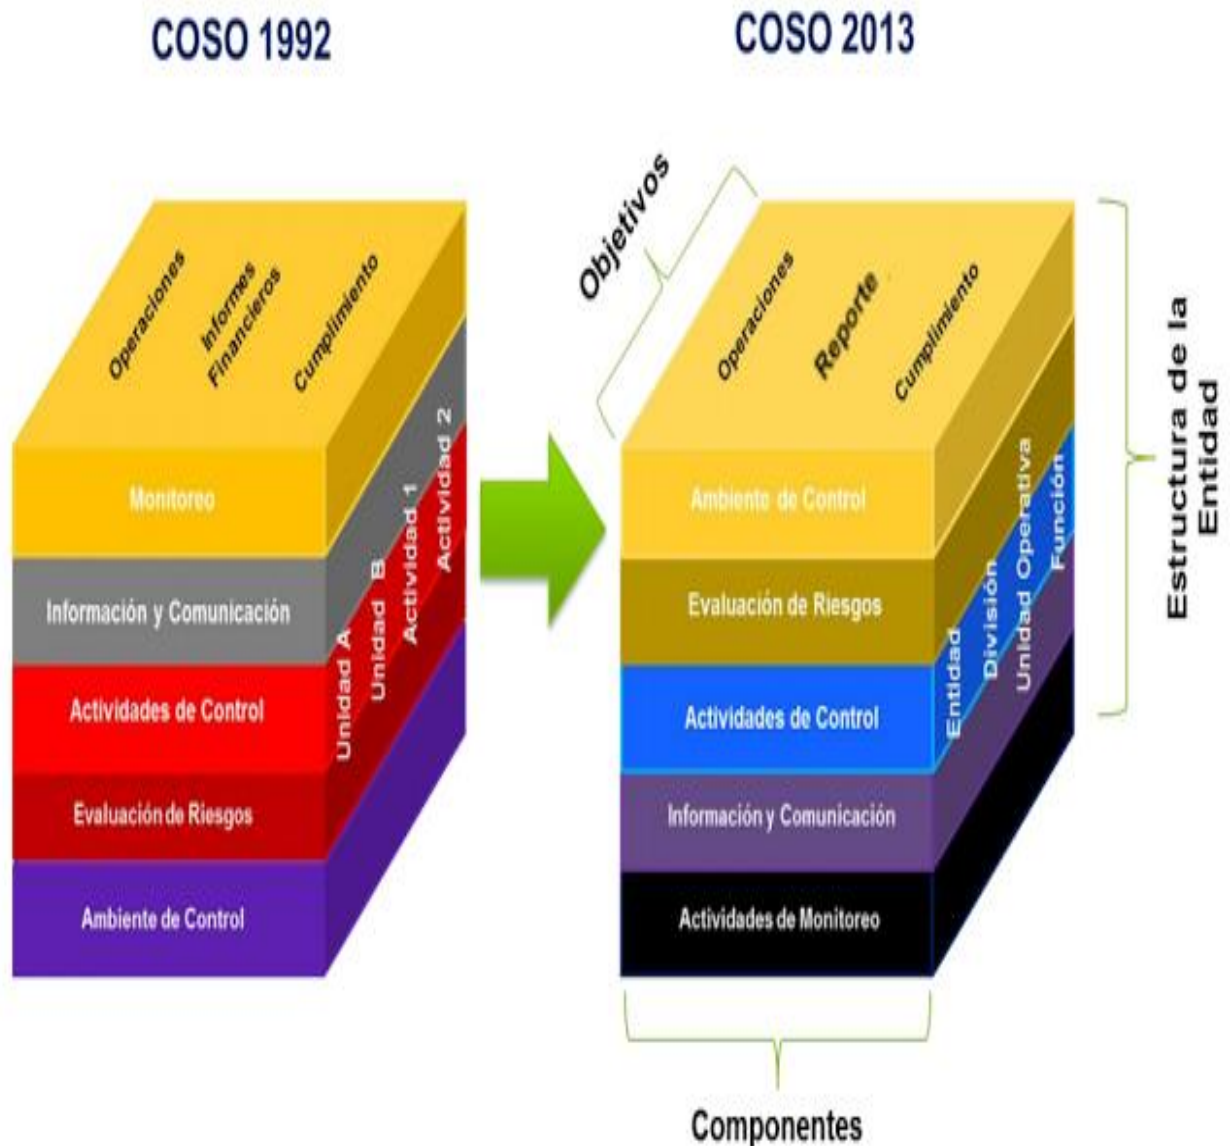 COSO 1992
Operaciones
Informes
Financieros
Cumplimiento
Monitoreo
Información y Comunicación
Actividades de Control
Evaluación de Riesgos
Ambiente de Control
Unidad A
Unidad B
Actividad 1
Actividad 2
COSO 2013
Objetivos
Operaciones
Reporte
Cumplimiento
Ambiente de Control
Evaluación de Riesgos
Actividades de Control
Información y Comunicación
Actividades de Monitoreo
Entidad
División
Unidad Operativa
Función
Estructura de la
Entidad
Componentes